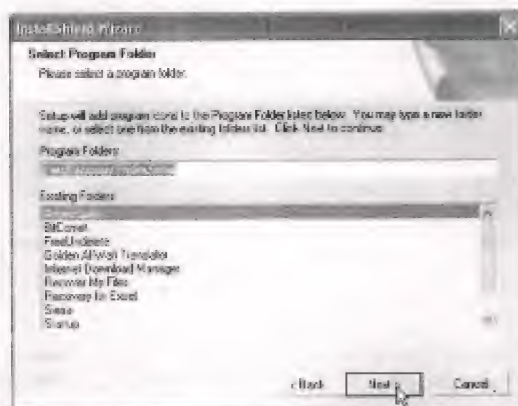 InstallShield Wizard
Select Program Folder
Please select a program folder.
Setup will add program icons to the Program Folder listed below. You may type a new folder
name, or select one from the existing folders list. Click Next to continue.
Program Folders:
Existing Folders:
BitComet
FreeUndelete
Golden Al-Wafi Translator
Internet Download Manager
Recover My Files
Recovery for Excel
Startup
< Back
Next >
Cancel